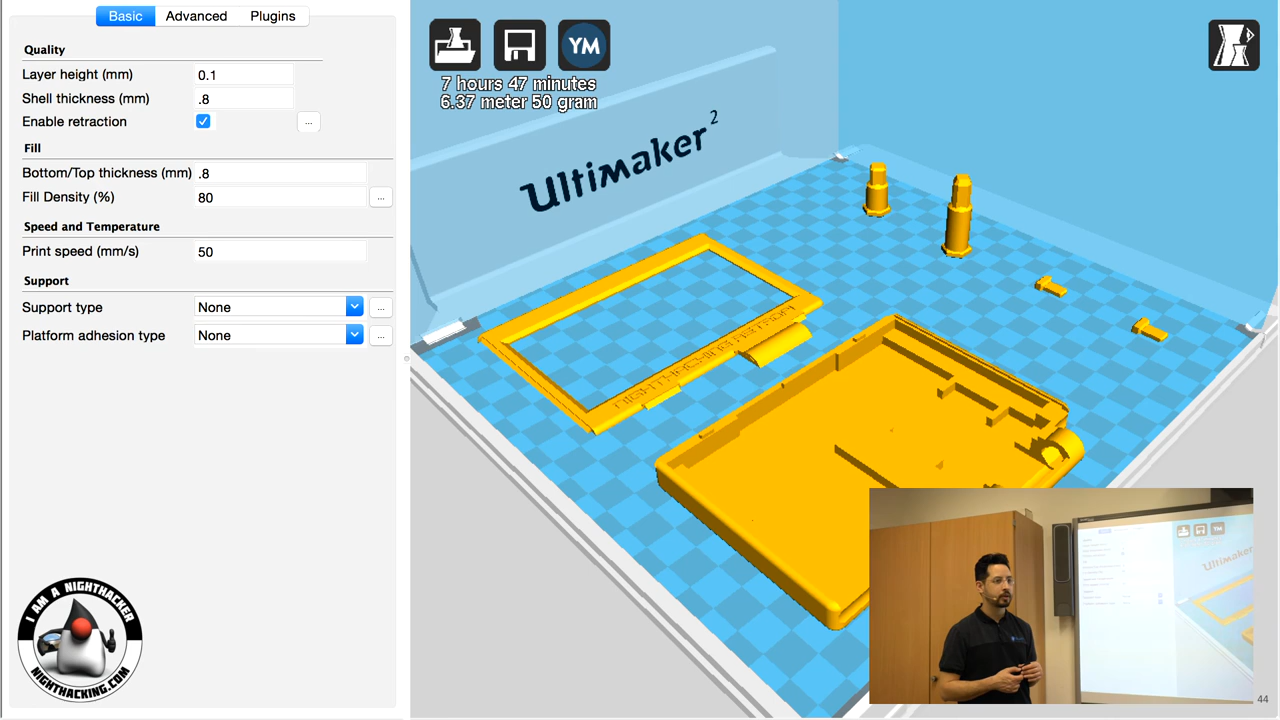 Basic Advanced Plugins
Quality
Layer height (mm) 0.1
Shell thickness (mm) .8
Enable retraction ...
Fill
Bottom/Top thickness (mm) .8
Fill Density (%) 80 ...
Speed and Temperature
Print speed (mm/s) 50
Support
Support type None ...
Platform adhesion type None ...
YM
7 hours 47 minutes
6.37 meter 50 gram
Ultimaker 2
I AM A NIGHTHACKER
NIGHTHACKING.COM
YM
Ultimaker
44